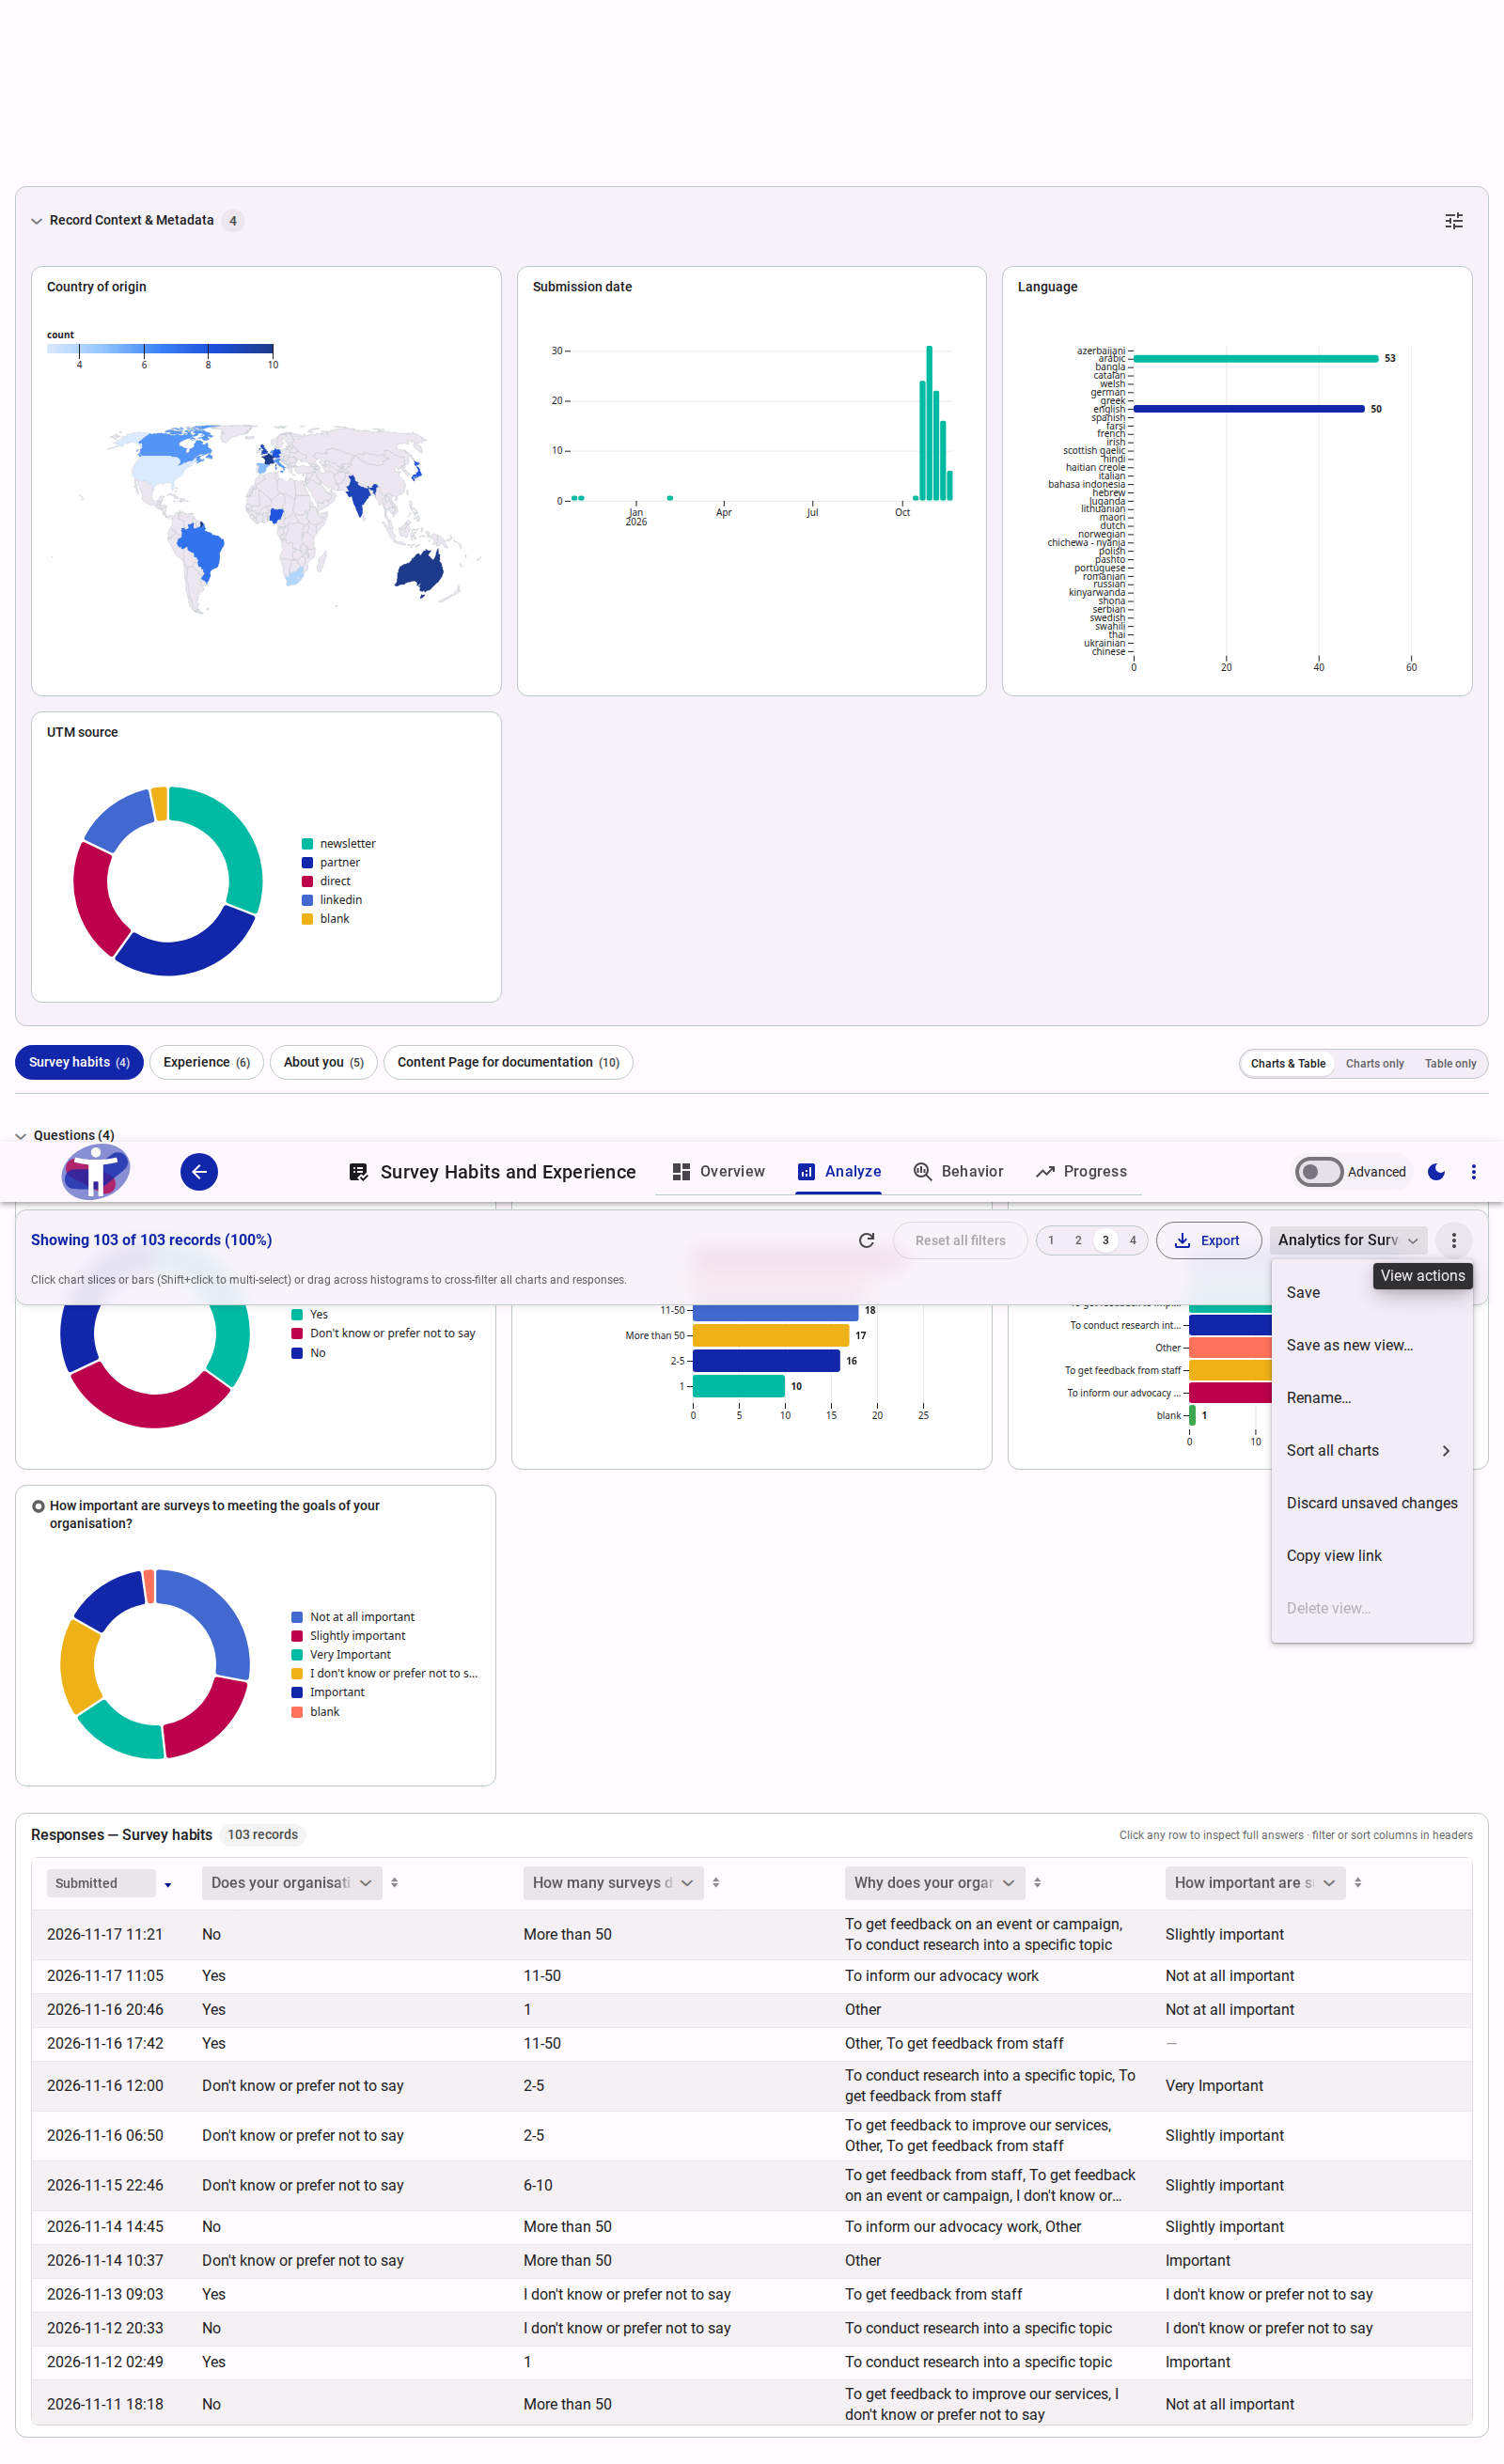 Record Context & Metadata 4
Country of origin
count
4 6 8 10
Submission date
30
20
10
0
Jan Apr Jul Oct
2026
Language
azerbaijani
arabic 53
bangla
catalan
welsh
german
greek
english 50
spanish
farsi
french
irish
scottish gaelic
hindi
haitian creole
italian
bahasa indonesia
hebrew
luganda
lithuanian
maori
dutch
norwegian
chichewa - nyanja
polish
pashto
portuguese
romanian
russian
kinyarwanda
shona
serbian
swedish
swahili
thai
ukrainian
chinese
0 20 40 60
UTM source
newsletter
partner
direct
linkedin
blank
Survey habits (4) Experience (6) About you (5) Content Page for documentation (10) Charts & Table Charts only Table only
Questions (4)
Survey Habits and Experience Overview Analyze Behavior Progress Advanced
Showing 103 of 103 records (100%) Reset all filters 1 2 3 4 Export Analytics for Surv
Click chart slices or bars (Shift+click to multi-select) or drag across histograms to cross-filter all charts and responses.
View actions
Save
Save as new view...
Rename...
Sort all charts
Discard unsaved changes
Copy view link
Delete view...
Yes
Don't know or prefer not to say
No
11-50 18
More than 50 17
2-5 16
1 10
0 5 10 15 20 25
To conduct research int...
Other
To get feedback from staff
To inform our advocacy ...
blank 1
0 10
How important are surveys to meeting the goals of your
organisation?
Not at all important
Slightly important
Very Important
I don't know or prefer not to s...
Important
blank
Responses — Survey habits 103 records Click any row to inspect full answers · filter or sort columns in headers
Submitted Does your organisati How many surveys d Why does your organ How important are s
2026-11-17 11:21 No More than 50 To get feedback on an event or campaign, Slightly important
To conduct research into a specific topic
2026-11-17 11:05 Yes 11-50 To inform our advocacy work Not at all important
2026-11-16 20:46 Yes 1 Other Not at all important
2026-11-16 17:42 Yes 11-50 Other, To get feedback from staff —
2026-11-16 12:00 Don't know or prefer not to say 2-5 To conduct research into a specific topic, To Very Important
get feedback from staff
2026-11-16 06:50 Don't know or prefer not to say 2-5 To get feedback to improve our services, Slightly important
Other, To get feedback from staff
2026-11-15 22:46 Don't know or prefer not to say 6-10 To get feedback from staff, To get feedback Slightly important
on an event or campaign, I don't know or...
2026-11-14 14:45 No More than 50 To inform our advocacy work, Other Slightly important
2026-11-14 10:37 Don't know or prefer not to say More than 50 Other Important
2026-11-13 09:03 Yes I don't know or prefer not to say To get feedback from staff I don't know or prefer not to say
2026-11-12 20:33 No I don't know or prefer not to say To conduct research into a specific topic I don't know or prefer not to say
2026-11-12 02:49 Yes 1 To conduct research into a specific topic Important
2026-11-11 18:18 No More than 50 To get feedback to improve our services, I Not at all important
don't know or prefer not to say